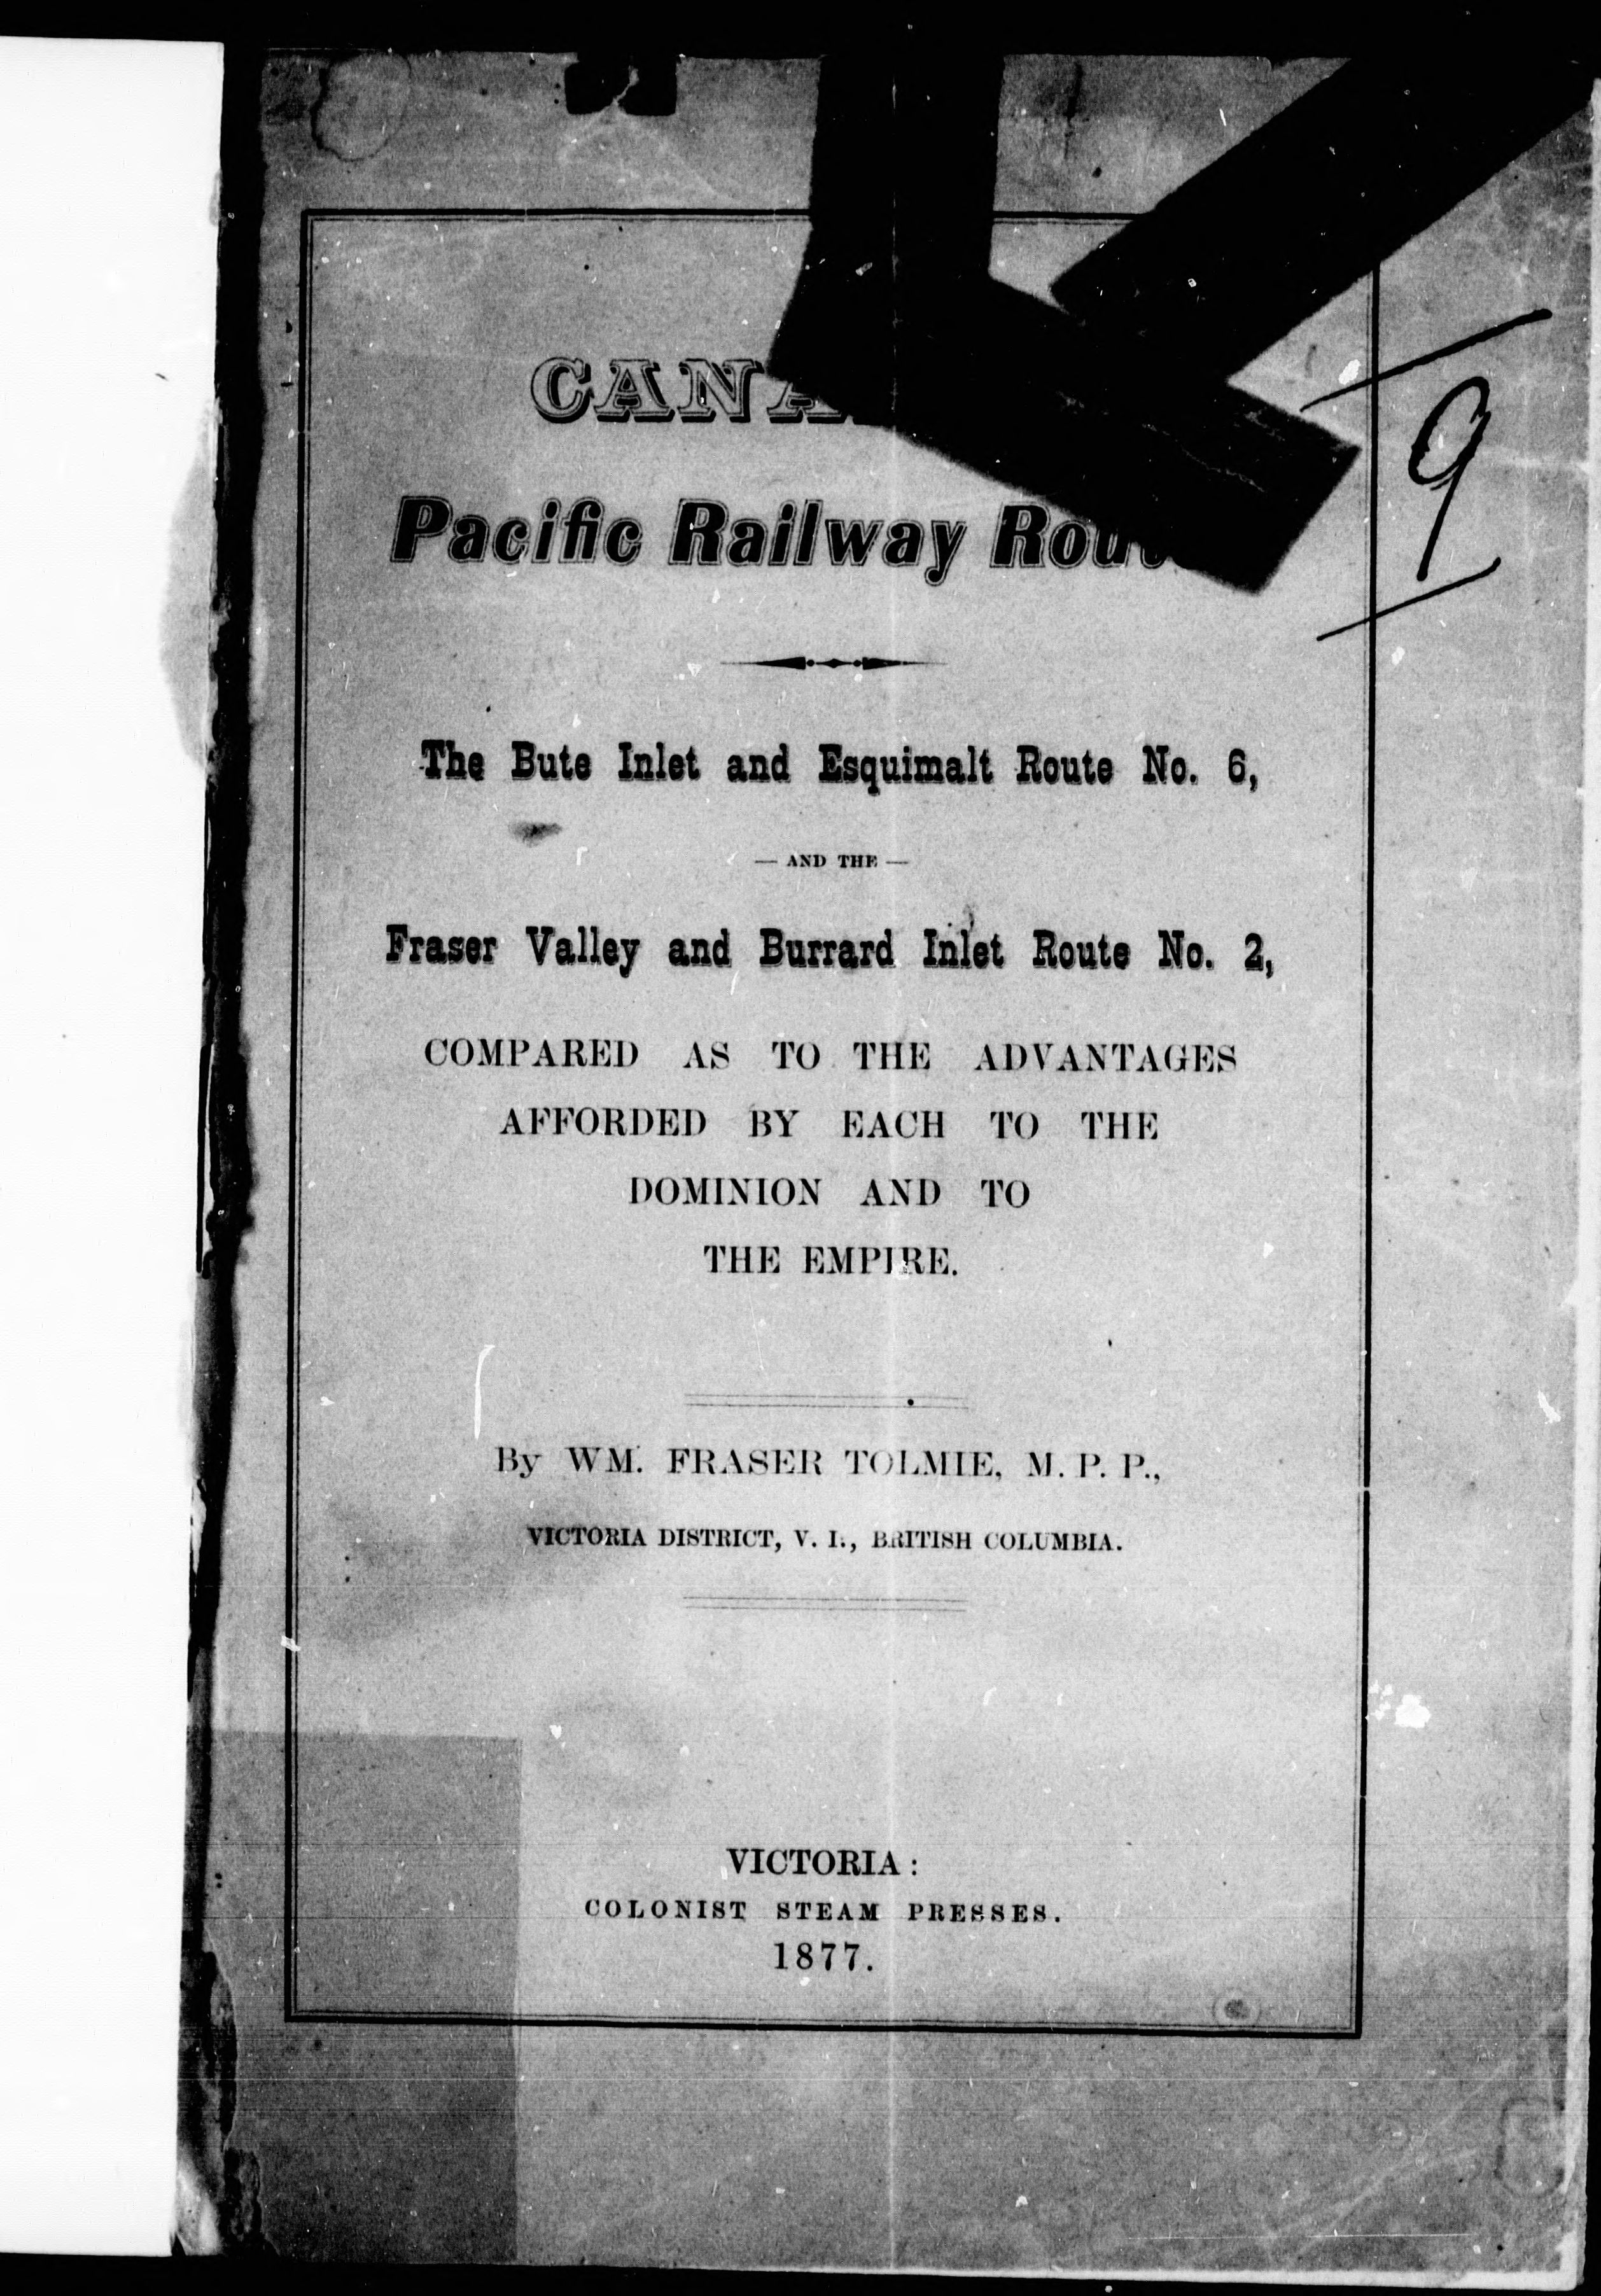 CANA
Pacific Railway Rout
The Bute Inlet and Esquimalt Route No. 6,
— AND THE —
Fraser Valley and Burrard Inlet Route No. 2,
COMPARED AS TO THE ADVANTAGES
AFFORDED BY EACH TO THE
DOMINION AND TO
THE EMPIRE.
By WM. FRASER TOLMIE, M. P. P.,
VICTORIA DISTRICT, V. I., BRITISH COLUMBIA.
VICTORIA:
COLONIST STEAM PRESSES.
1877.
9